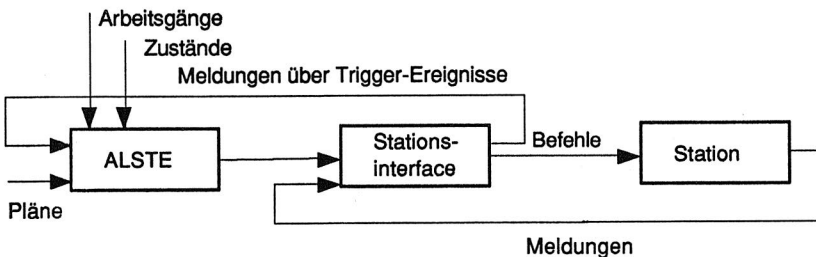 Arbeitsgänge
Zustände
Meldungen über Trigger-Ereignisse
ALSTE
Stations-
interface
Befehle
Station
Pläne
Meldungen